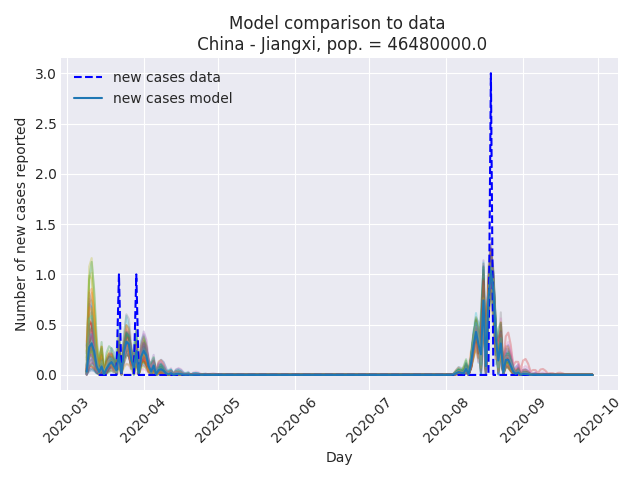 Model comparison to data
China - Jiangxi, pop. = 46480000.0
new cases data
new cases model
3.0
2.5
2.0
1.5
1.0
0.5
0.0
Number of new cases reported
2020-03
2020-04
2020-05
2020-06
2020-07
2020-08
2020-09
2020-10
Day